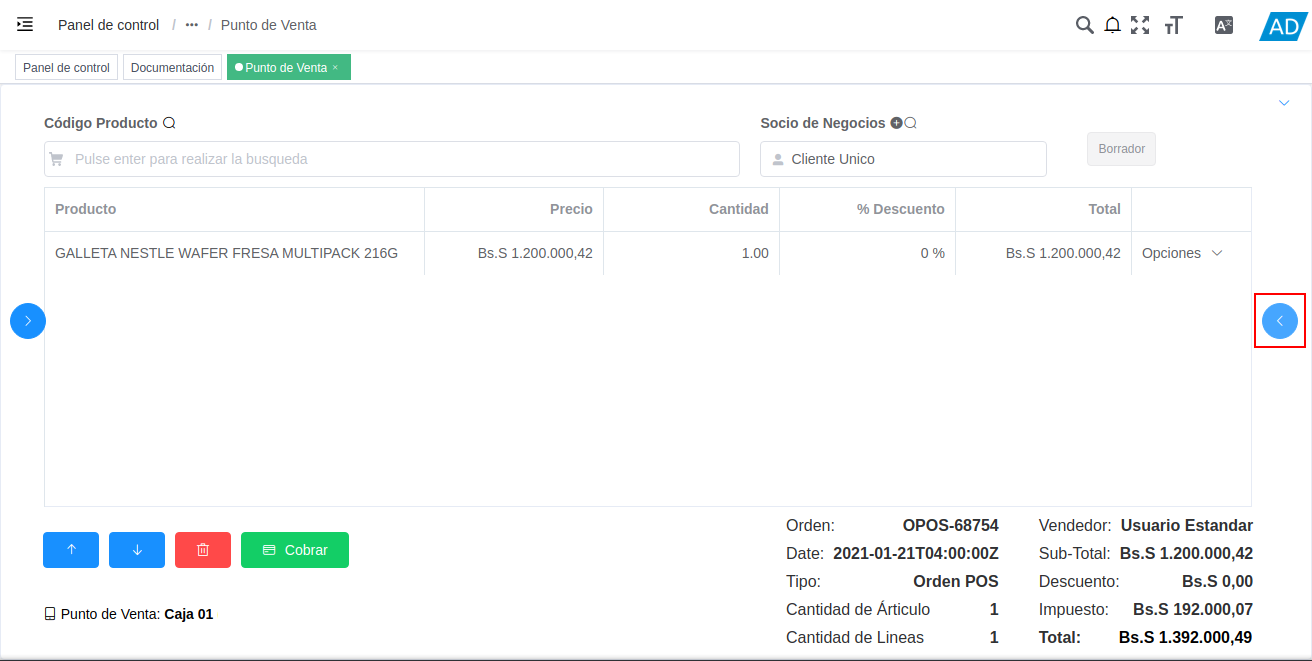 Panel de control / ··· / Punto de Venta
AD
Panel de control
Documentación
Punto de Venta ×
Código Producto
Pulse enter para realizar la busqueda
Socio de Negocios
Cliente Unico
Borrador
Producto Precio Cantidad % Descuento Total
GALLETA NESTLE WAFER FRESA MULTIPACK 216G Bs.S 1.200.000,42 1.00 0 % Bs.S 1.200.000,42 Opciones
Cobrar
Punto de Venta: Caja 01
Orden: OPOS-68754
Date: 2021-01-21T04:00:00Z
Tipo: Orden POS
Cantidad de Árticulo 1
Cantidad de Lineas 1
Vendedor: Usuario Estandar
Sub-Total: Bs.S 1.200.000,42
Descuento: Bs.S 0,00
Impuesto: Bs.S 192.000,07
Total: Bs.S 1.392.000,49